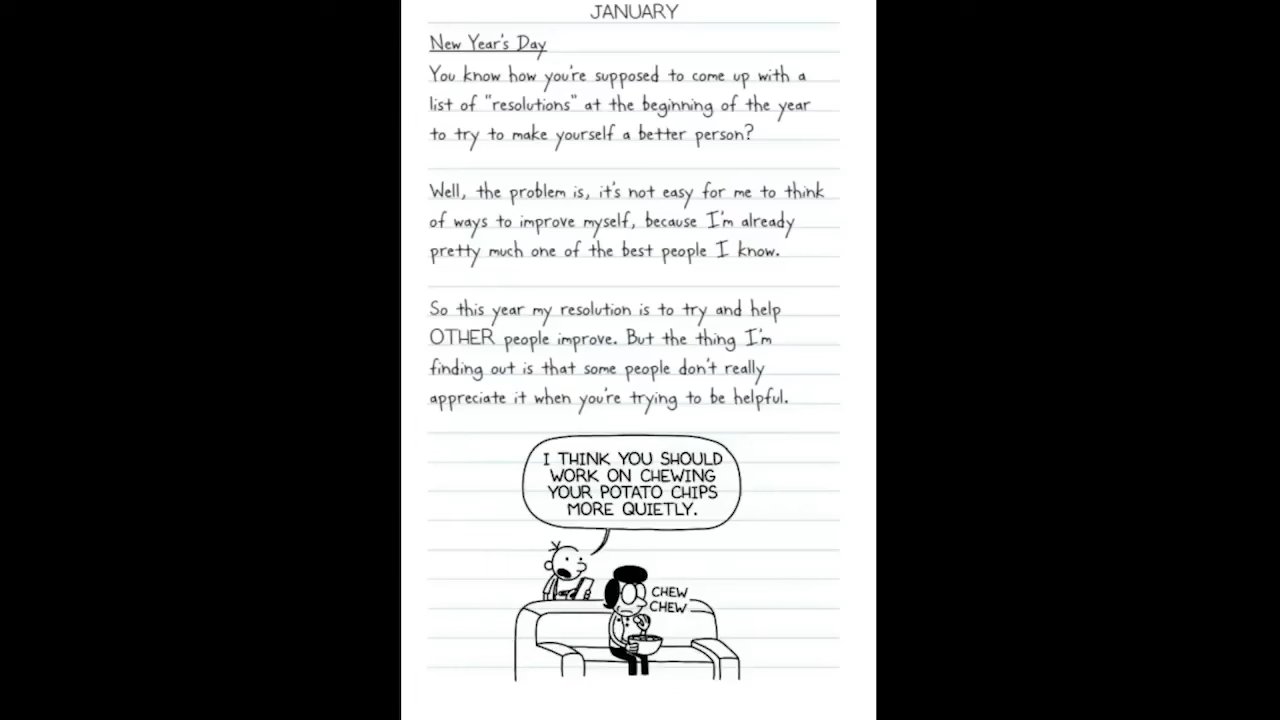 JANUARY
New Year's Day
You know how you're supposed to come up with a
list of "resolutions" at the beginning of the year
to try to make yourself a better person?
Well, the problem is, it's not easy for me to think
of ways to improve myself, because I'm already
pretty much one of the best people I know.
So this year my resolution is to try and help
OTHER people improve. But the thing I'm
finding out is that some people don't really
appreciate it when you're trying to be helpful.
I THINK YOU SHOULD
WORK ON CHEWING
YOUR POTATO CHIPS
MORE QUIETLY.
CHEW
CHEW